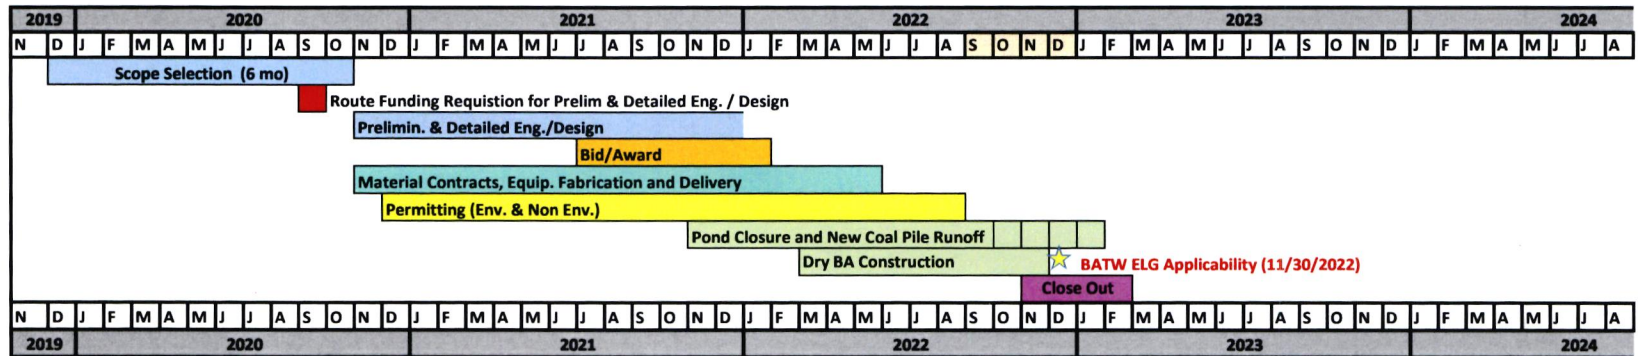 2019 2020 2021 2022 2023 2024
N D J F M A M J J A S O N D J F M A M J J A S O N D J F M A M J J A S O N D J F M A M J J A S O N D J F M A M J J A
Scope Selection (6 mo)
Route Funding Requistion for Prelim & Detailed Eng. / Design
Prelimin. & Detailed Eng./Design
Bid/Award
Material Contracts, Equip. Fabrication and Delivery
Permitting (Env. & Non Env.)
Pond Closure and New Coal Pile Runoff
Dry BA Construction
BATW ELG Applicability (11/30/2022)
Close Out
N D J F M A M J J A S O N D J F M A M J J A S O N D J F M A M J J A S O N D J F M A M J J A S O N D J F M A M J J A
2019 2020 2021 2022 2023 2024